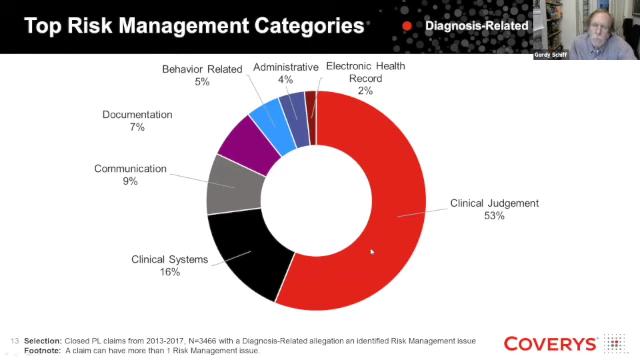 Top Risk Management Categories
Diagnosis-Related
Gordy Schiff
Behavior Related
5%
Administrative
4%
Electronic Health
Record
2%
Documentation
7%
Communication
9%
Clinical Judgement
53%
Clinical Systems
16%
13 Selection: Closed PL claims from 2013-2017, N=3466 with a Diagnosis-Related allegation an identified Risk Management issue
Footnote: A claim can have more than 1 Risk Management issue.
COVERYS